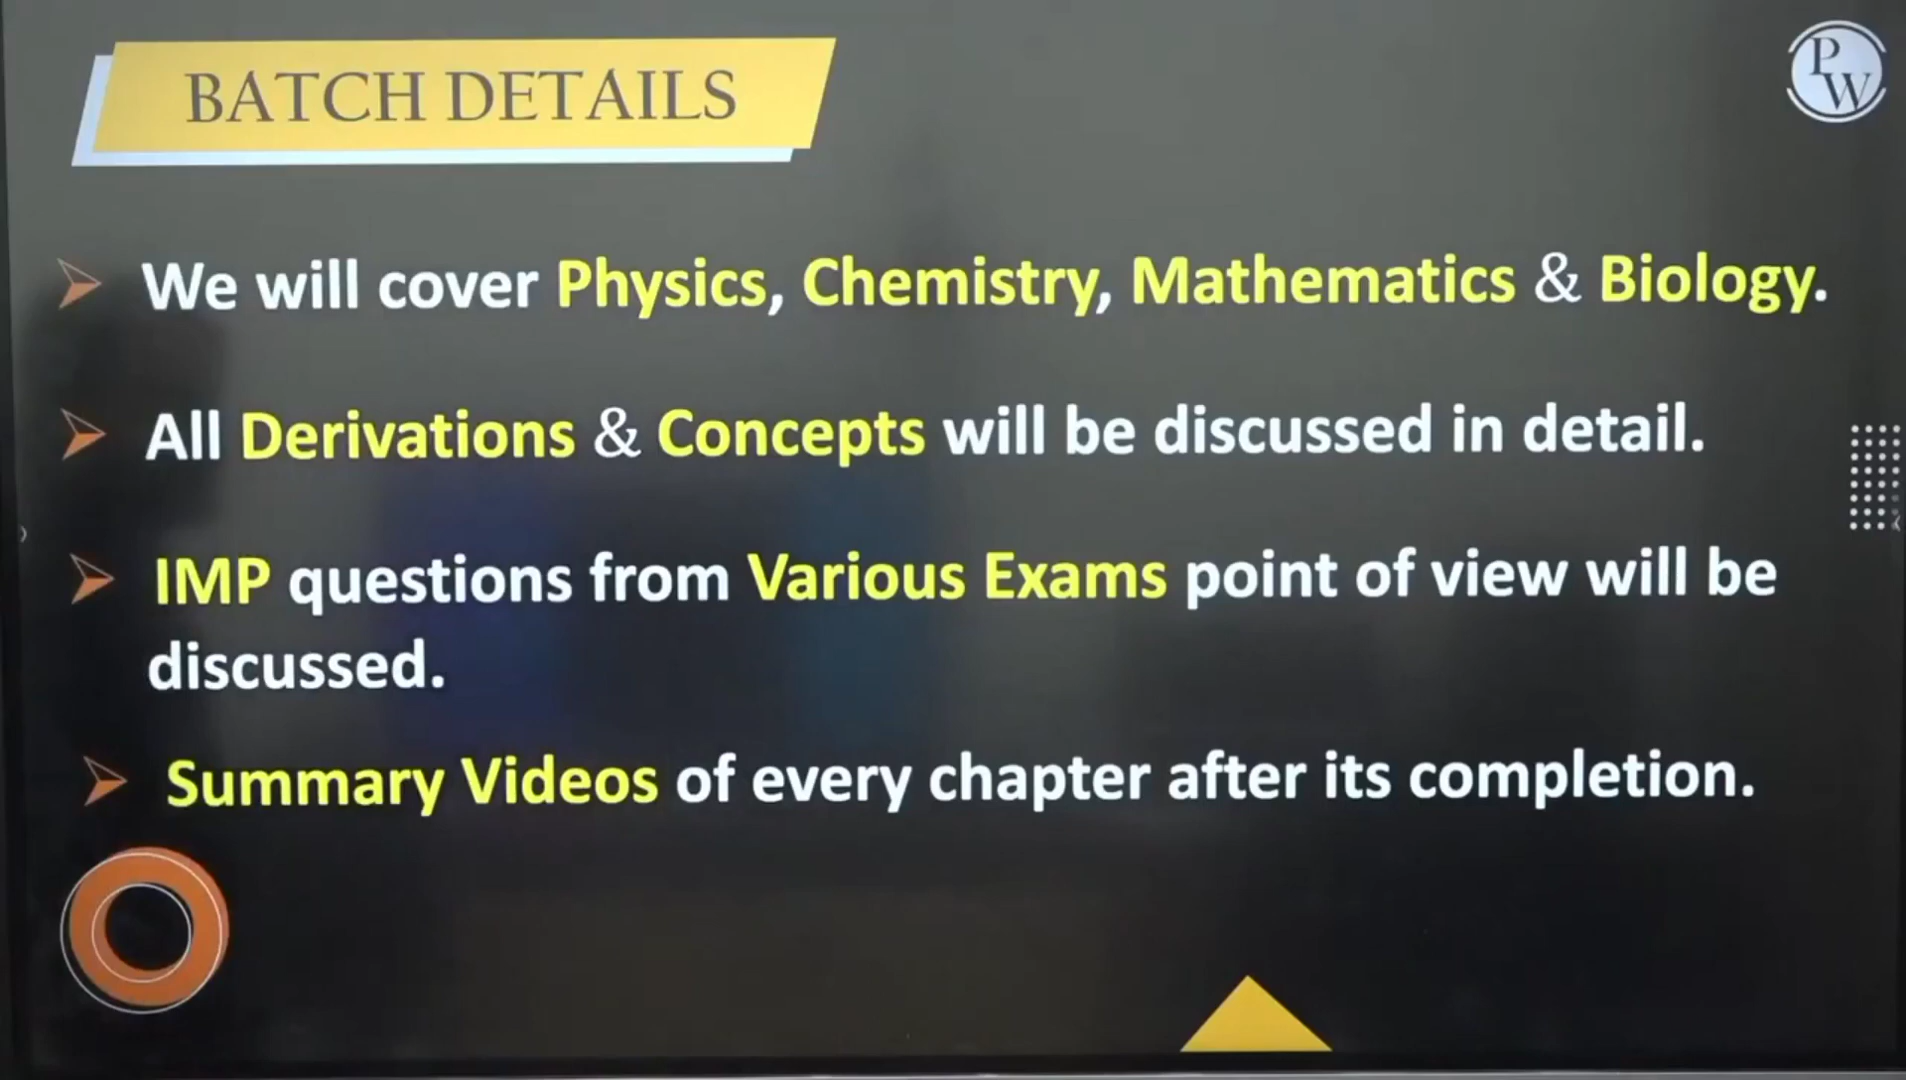 BATCH DETAILS
PW
We will cover Physics, Chemistry, Mathematics & Biology.
All Derivations & Concepts will be discussed in detail.
IMP questions from Various Exams point of view will be
discussed.
Summary Videos of every chapter after its completion.